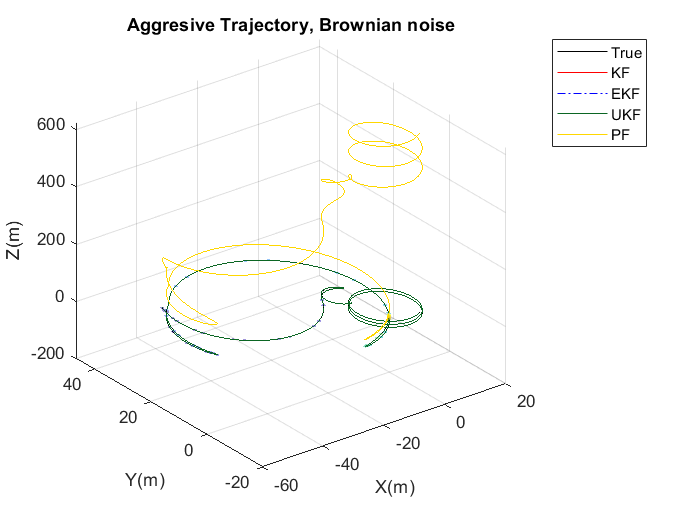 Aggresive Trajectory, Brownian noise
True
KF
EKF
UKF
PF
600
400
200
0
-200
Z(m)
40
20
0
-20
Y(m)
-60
-40
-20
0
20
X(m)